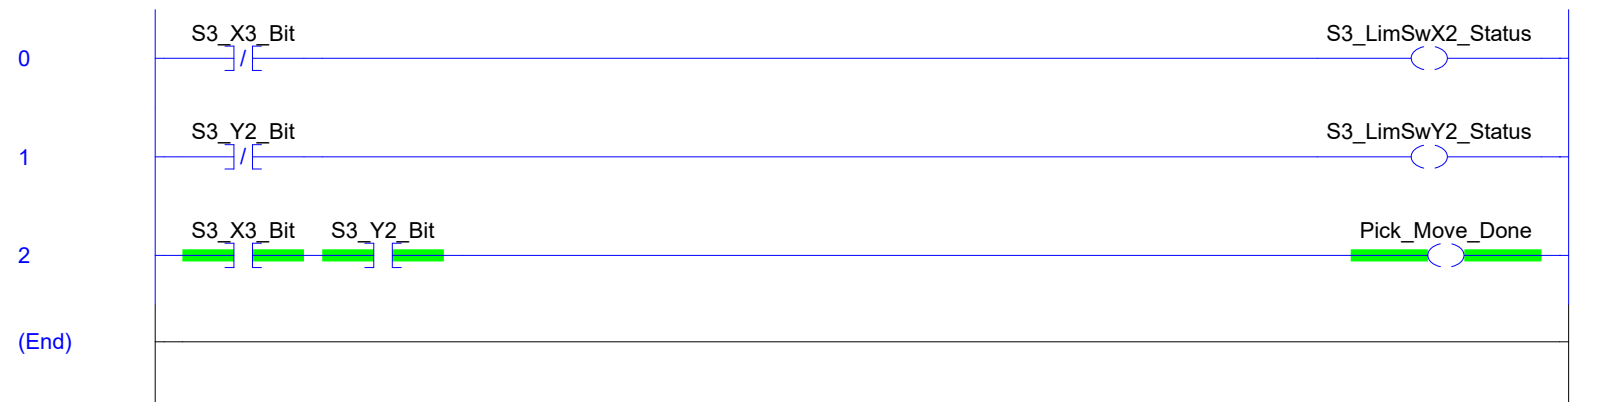 S3_X3_Bit S3_LimSwX2_Status
0
S3_Y2_Bit S3_LimSwY2_Status
1
S3_X3_Bit S3_Y2_Bit Pick_Move_Done
2
(End)